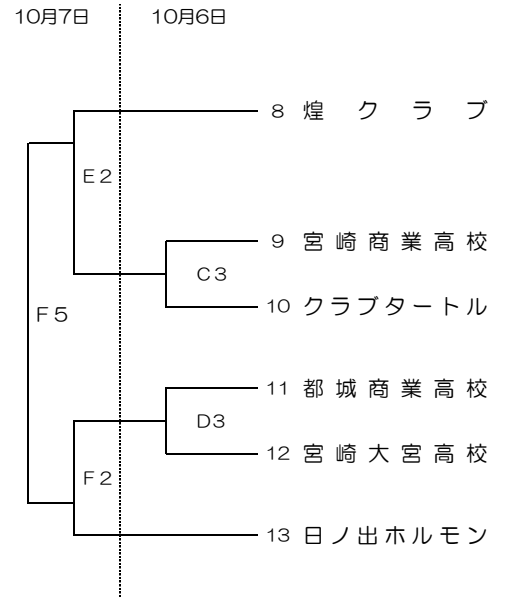 10月7日 10月6日
8 煌クラブ
E2
9 宮崎商業高校
C3
10 クラブタートル
F5
11 都城商業高校
D3
12 宮崎大宮高校
F2
13 日ノ出ホルモン